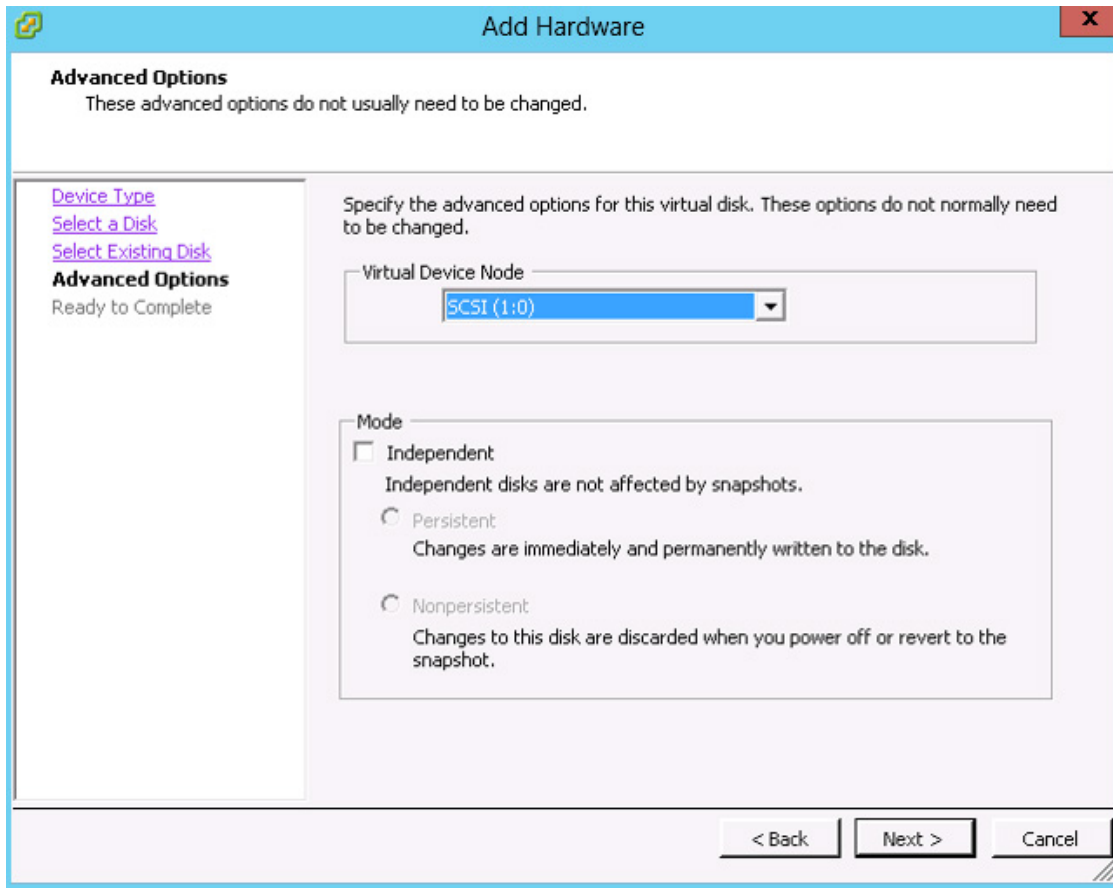 Add Hardware
x
Advanced Options
These advanced options do not usually need to be changed.
Device Type
Select a Disk
Select Existing Disk
Advanced Options
Ready to Complete
Specify the advanced options for this virtual disk. These options do not normally need
to be changed.
Virtual Device Node
SCSI (1:0)
Mode
Independent
Independent disks are not affected by snapshots.
Persistent
Changes are immediately and permanently written to the disk.
Nonpersistent
Changes to this disk are discarded when you power off or revert to the
snapshot.
< Back
Next >
Cancel